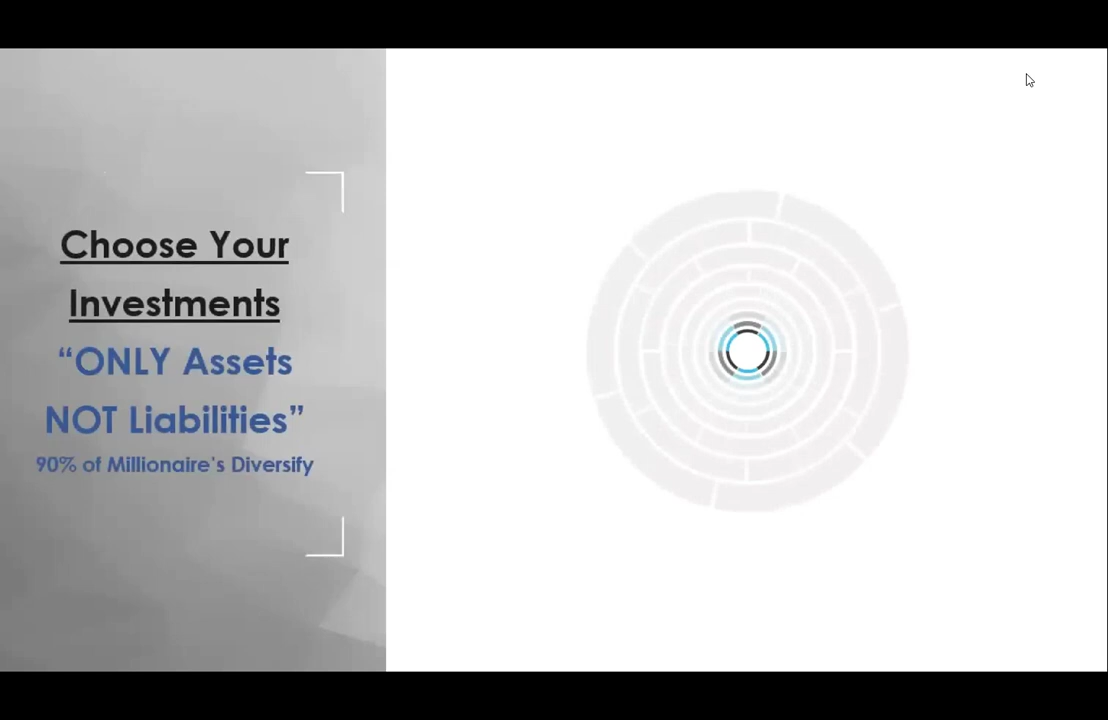 Choose Your
Investments
“ONLY Assets
NOT Liabilities”
90% of Millionaire's Diversify